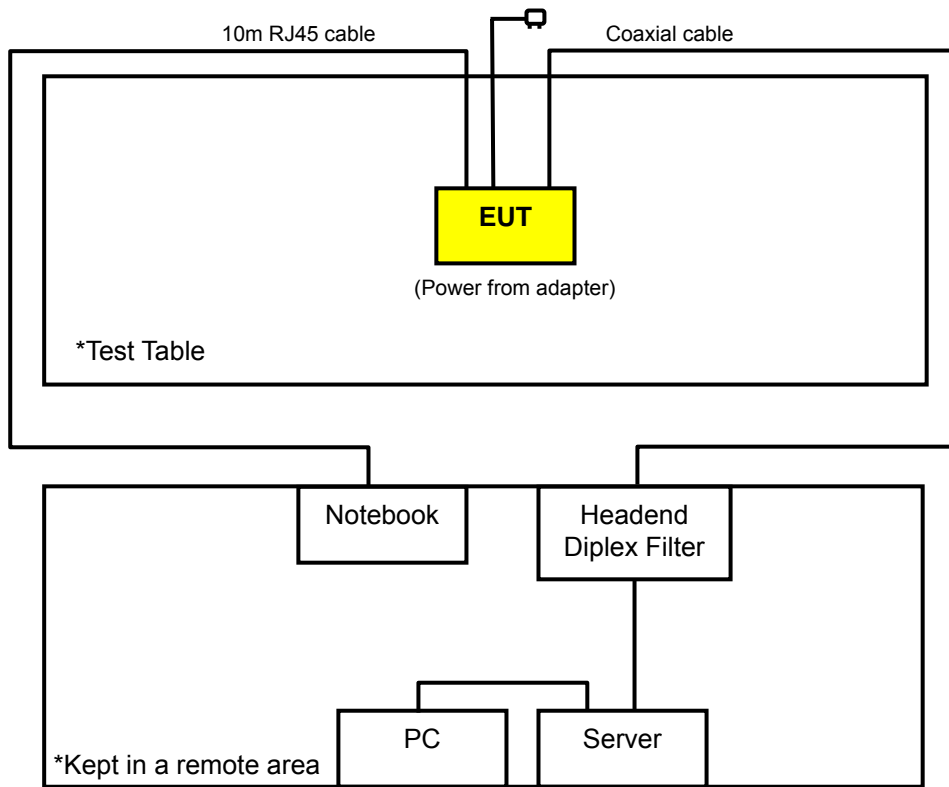 10m RJ45 cable
Coaxial cable
EUT
(Power from adapter)
*Test Table
Notebook
Headend
Diplex Filter
PC
Server
*Kept in a remote area